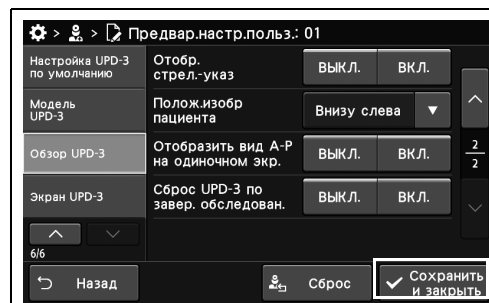 > > Предвар.настр.польз.: 01
Настройка UPD-3
по умолчанию
Модель
UPD-3
Обзор UPD-3
Экран UPD-3
6/6
Отобр.
стрел.-указ
ВЫКЛ.
ВКЛ.
Полож.изобр
пациента
Внизу слева
Отобразить вид A-P
на одиночном экр.
ВЫКЛ.
ВКЛ.
Сброс UPD-3 по
завер. обследован.
ВЫКЛ.
ВКЛ.
2
2
Назад
Сброс
Сохранить
и закрыть